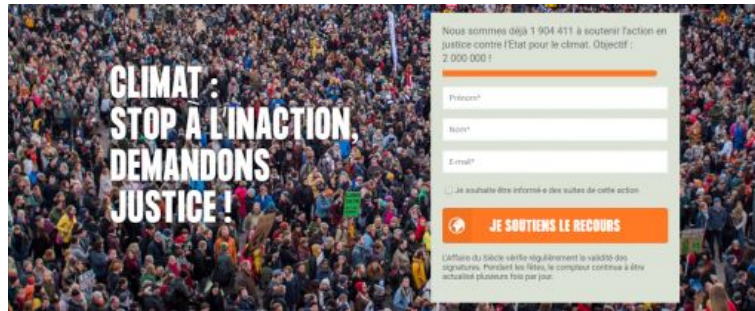 CLIMAT :
STOP À L'INACTION,
DEMANDONS
JUSTICE !
Nous sommes déjà 1 904 411 à soutenir l'action en
justice contre l'Etat pour le climat. Objectif :
2 000 000 !
Prénom*
Nom*
E-mail*
Je souhaite être informé·e des suites de cette action
JE SOUTIENS LE RECOURS
L'Affaire du Siècle vérifie régulièrement la validité des
signatures. Pendant les fêtes, le compteur continue à être
actualisé plusieurs fois par jour.